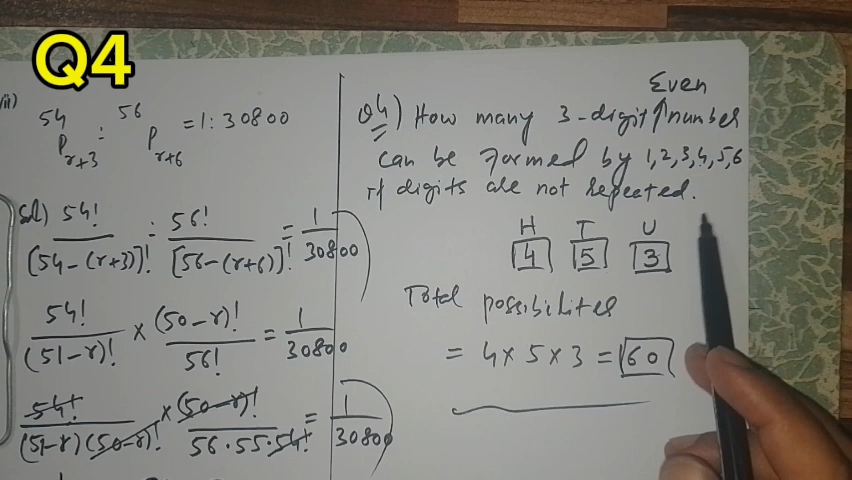 Q4
vii)
54 56
P : P = 1 : 30800
r+3 r+6
Sol) 54! : 56! = 1
[54-(r+3)]! [56-(r+6)]! 30800
54! × (50-r)! = 1
(51-r)! 56! 30800
54! × (50-r)! = 1
(51-r)(50-r)! 56·55·54! 30800
Even
Q4) How many 3-digit ↑ number
can be formed by 1,2,3,4,5,6
if digits are not repeated.
H T U
4 5 3
Total possibilites
= 4×5×3 = 60